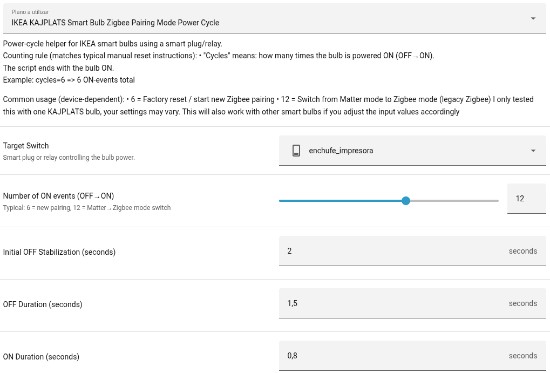 Plano a utilizar
IKEA KAJPLATS Smart Bulb Zigbee Pairing Mode Power Cycle
Power-cycle helper for IKEA smart bulbs using a smart plug/relay.
Counting rule (matches typical manual reset instructions): • "Cycles" means: how many times the bulb is powered ON (OFF→ON).
The script ends with the bulb ON.
Example: cycles=6 => 6 ON-events total
Common usage (device-dependent): • 6 = Factory reset / start new Zigbee pairing • 12 = Switch from Matter mode to Zigbee mode (legacy Zigbee) I only tested
this with one KAJPLATS bulb, your settings may vary. This will also work with other smart bulbs if you adjust the input values accordingly
Target Switch
Smart plug or relay controlling the bulb power.
enchufe_impresora
Number of ON events (OFF→ON)
Typical: 6 = new pairing, 12 = Matter→Zigbee mode switch
12
Initial OFF Stabilization (seconds)
2
seconds
OFF Duration (seconds)
1,5
seconds
ON Duration (seconds)
0,8
seconds